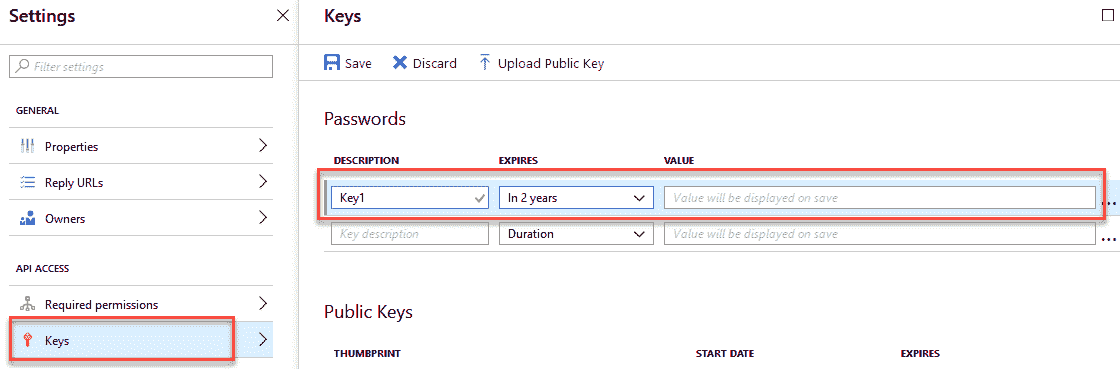 Settings
Filter settings
GENERAL
Properties
Reply URLs
Owners
API ACCESS
Required permissions
Keys
Keys
Save Discard Upload Public Key
Passwords
DESCRIPTION EXPIRES VALUE
Key1 In 2 years Value will be displayed on save
Key description Duration Value will be displayed on save
Public Keys
THUMBPRINT START DATE EXPIRES